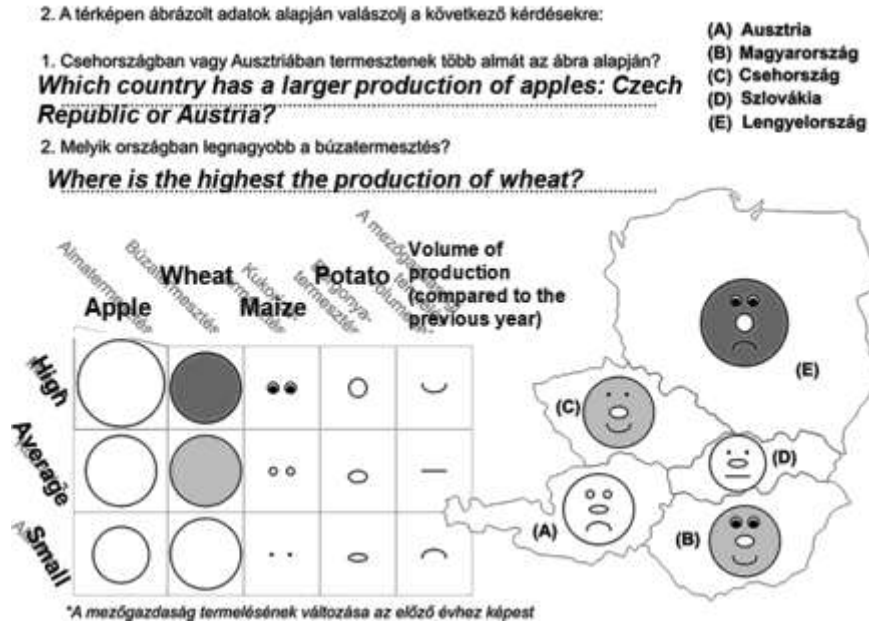 2. A térképen ábrázolt adatok alapján válaszolj a következő kérdésekre:
1. Csehországban vagy Ausztriában termesztenek több almát az ábra alapján?
Which country has a larger production of apples: Czech
Republic or Austria?
2. Melyik országban legnagyobb a búzatermesztés?
Where is the highest the production of wheat?
(A) Ausztria
(B) Magyarország
(C) Csehország
(D) Szlovákia
(E) Lengyelország
Almatermesztés
Búzatermesztés
A mezőgazdaság
Apple
Wheat
Maize
Potato
Volume of
production
(compared to the
previous year)
High
Average
Small
(E)
(C)
(D)
(A)
(B)
*A mezőgazdaság termelésének változása az előző évhez képest